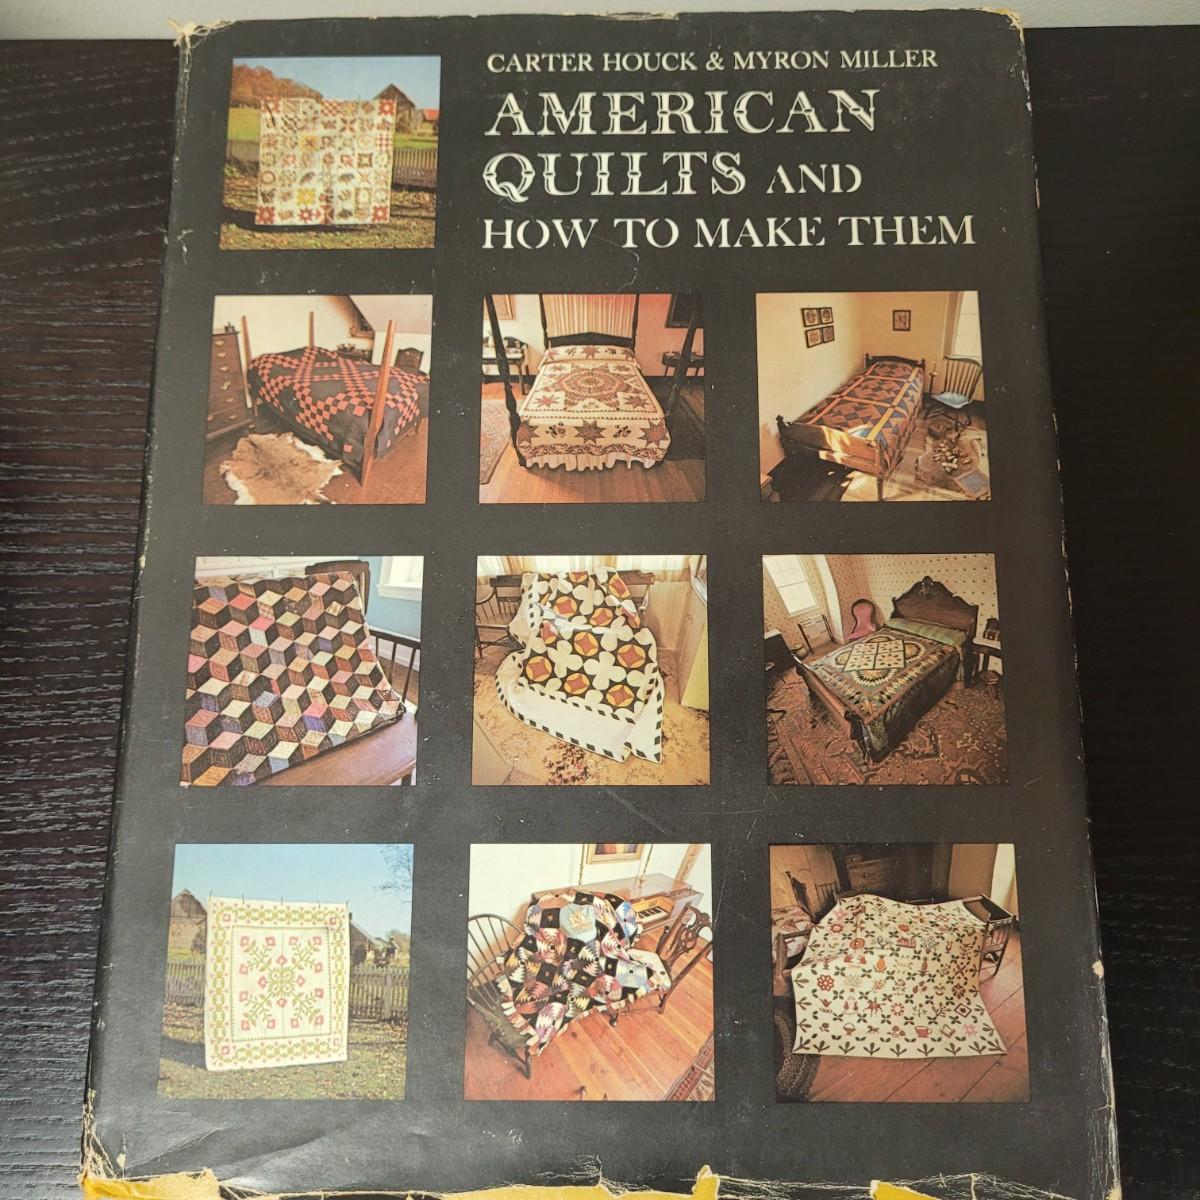 CARTER HOUCK & MYRON MILLER
AMERICAN
QUILTS AND
HOW TO MAKE THEM